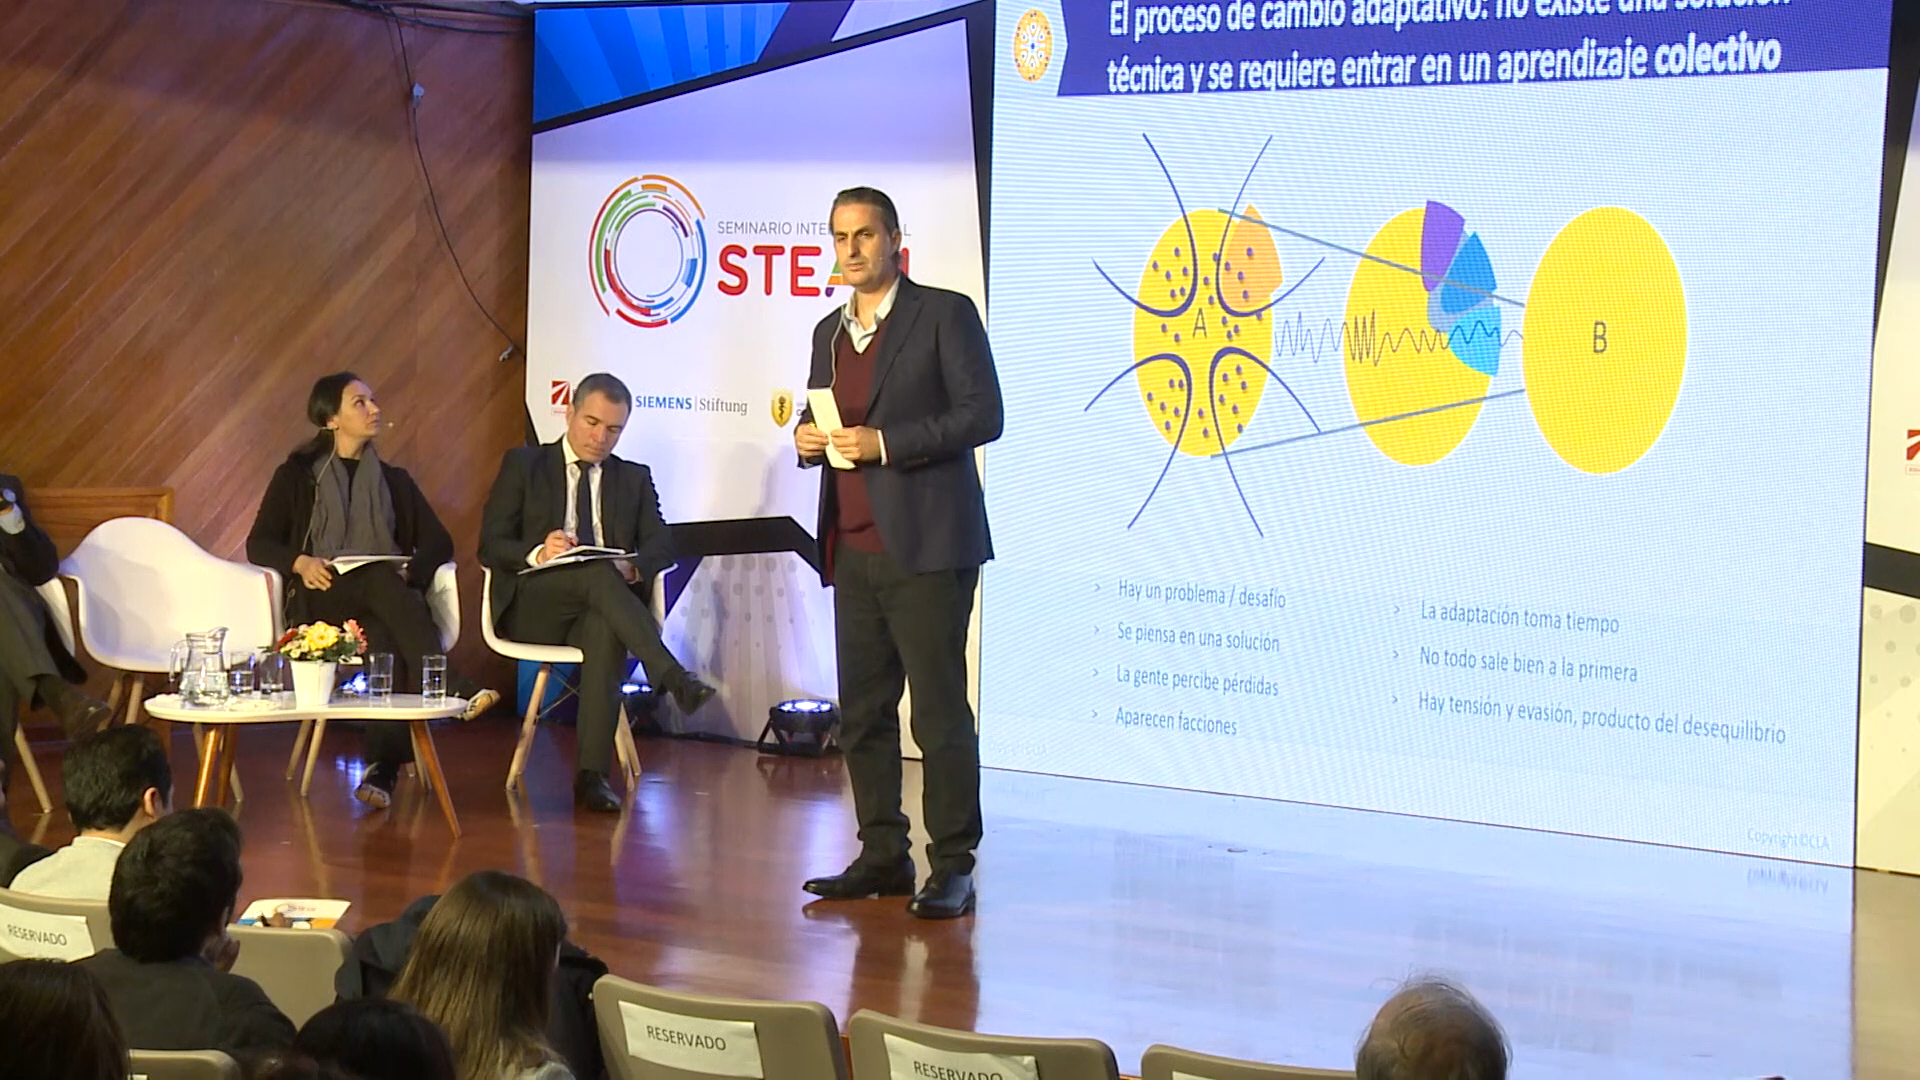 El proceso de cambio adaptativo: no existe una solución
técnica y se requiere entrar en un aprendizaje colectivo
SEMINARIO
STE
SIEMENS | Stiftung
A
B
> Hay un problema / desafío
> Se piensa en una solución
> La gente percibe pérdidas
> Aparecen facciones
> La adaptación toma tiempo
> No todo sale bien a la primera
> Hay tensión y evasión, producto del desequilibrio
Copyright©CLA
RESERVADO
RESERVADO
RESERVADO